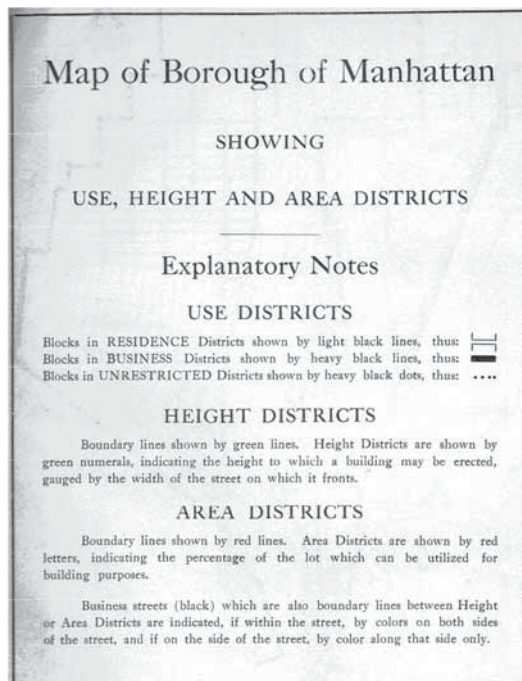 Map of Borough of Manhattan
SHOWING
USE, HEIGHT AND AREA DISTRICTS
Explanatory Notes
USE DISTRICTS
Blocks in RESIDENCE Districts shown by light black lines, thus:
Blocks in BUSINESS Districts shown by heavy black lines, thus:
Blocks in UNRESTRICTED Districts shown by heavy black dots, thus: ....
HEIGHT DISTRICTS
Boundary lines shown by green lines. Height Districts are shown by
green numerals, indicating the height to which a building may be erected,
gauged by the width of the street on which it fronts.
AREA DISTRICTS
Boundary lines shown by red lines. Area Districts are shown by red
letters, indicating the percentage of the lot which can be utilized for
building purposes.
Business streets (black) which are also boundary lines between Height
or Area Districts are indicated, if within the street, by colors on both sides
of the street, and if on the side of the street, by color along that side only.